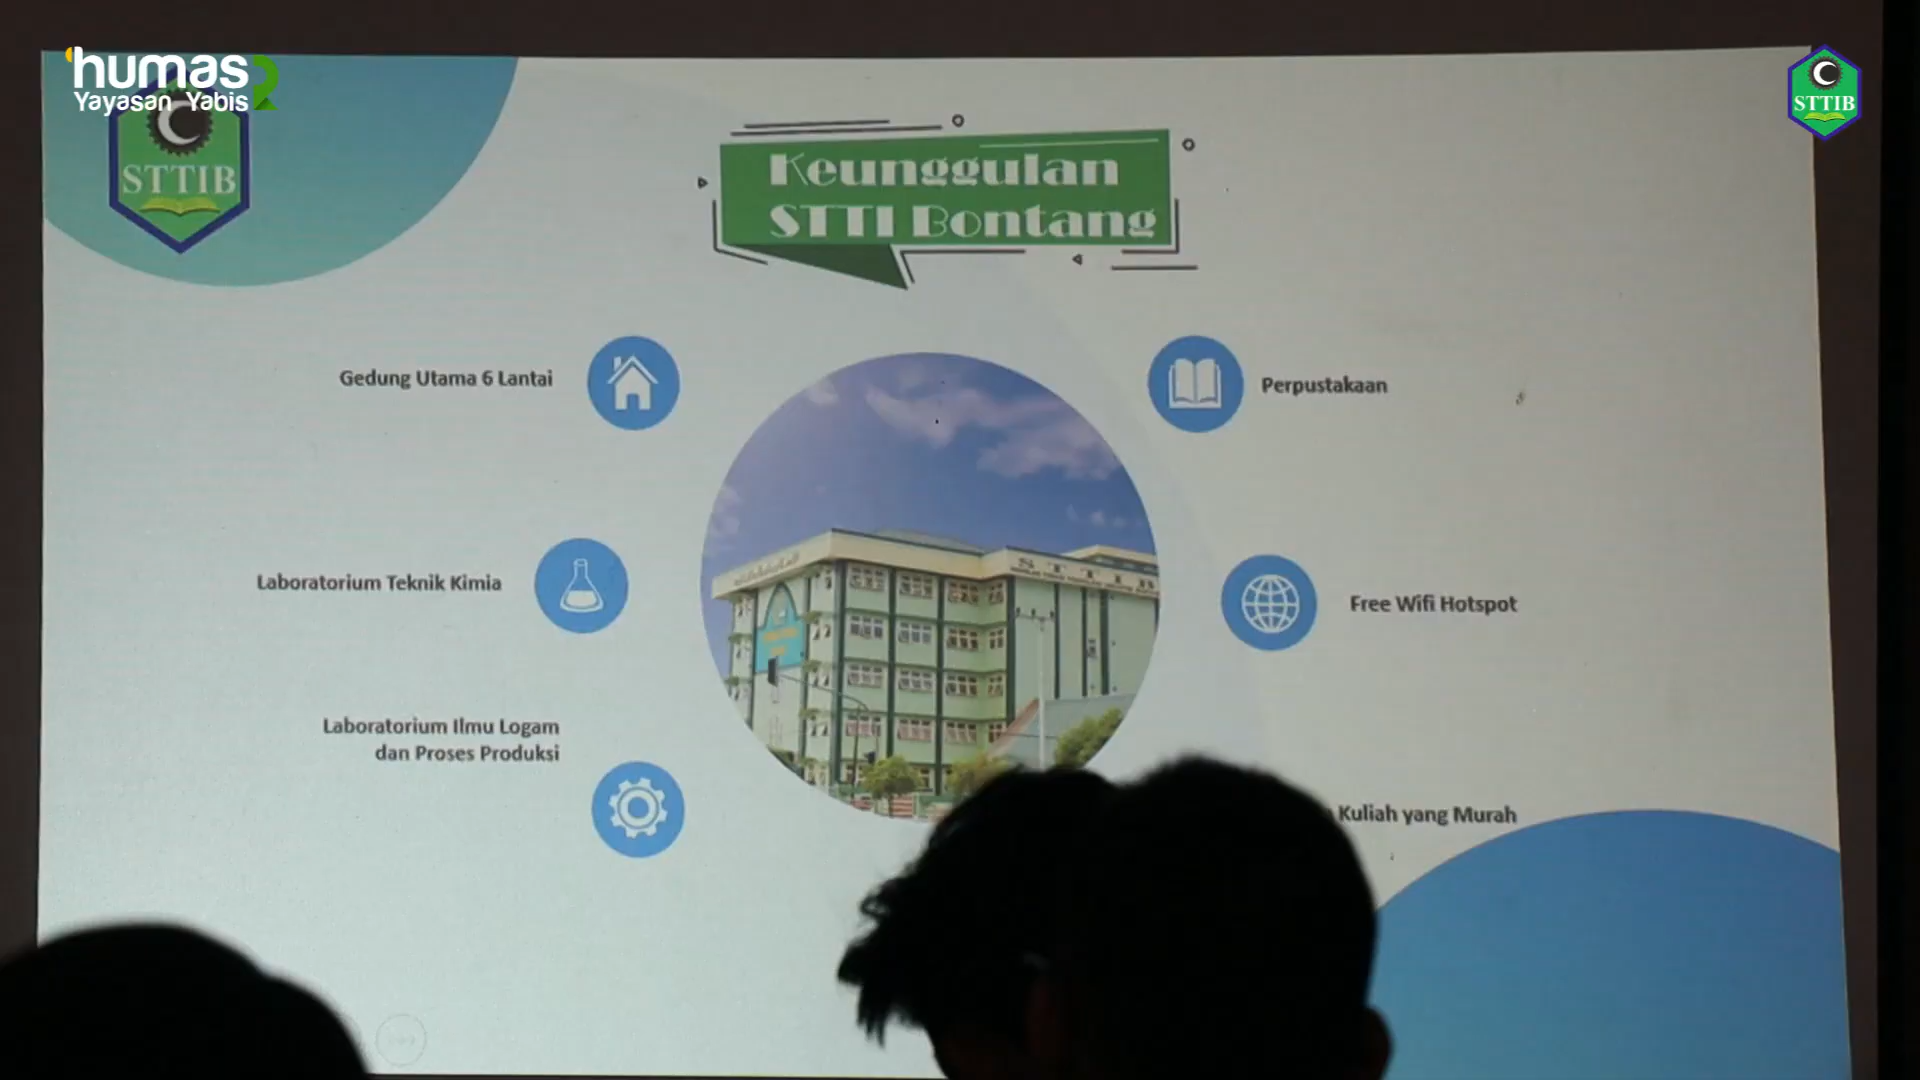 humas
Yayasan Yabis
STTIB
STTIB
Keunggulan
STTI Bontang
Gedung Utama 6 Lantai
Perpustakaan
Laboratorium Teknik Kimia
Free Wifi Hotspot
Laboratorium Ilmu Logam
dan Proses Produksi
Kuliah yang Murah
S T T I B